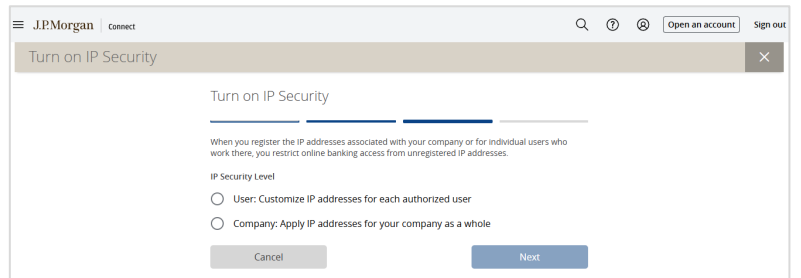 J.P.Morgan Connect Open an account Sign out
Turn on IP Security
Turn on IP Security
When you register the IP addresses associated with your company or for individual users who
work there, you restrict online banking access from unregistered IP addresses.
IP Security Level
User: Customize IP addresses for each authorized user
Company: Apply IP addresses for your company as a whole
Cancel Next